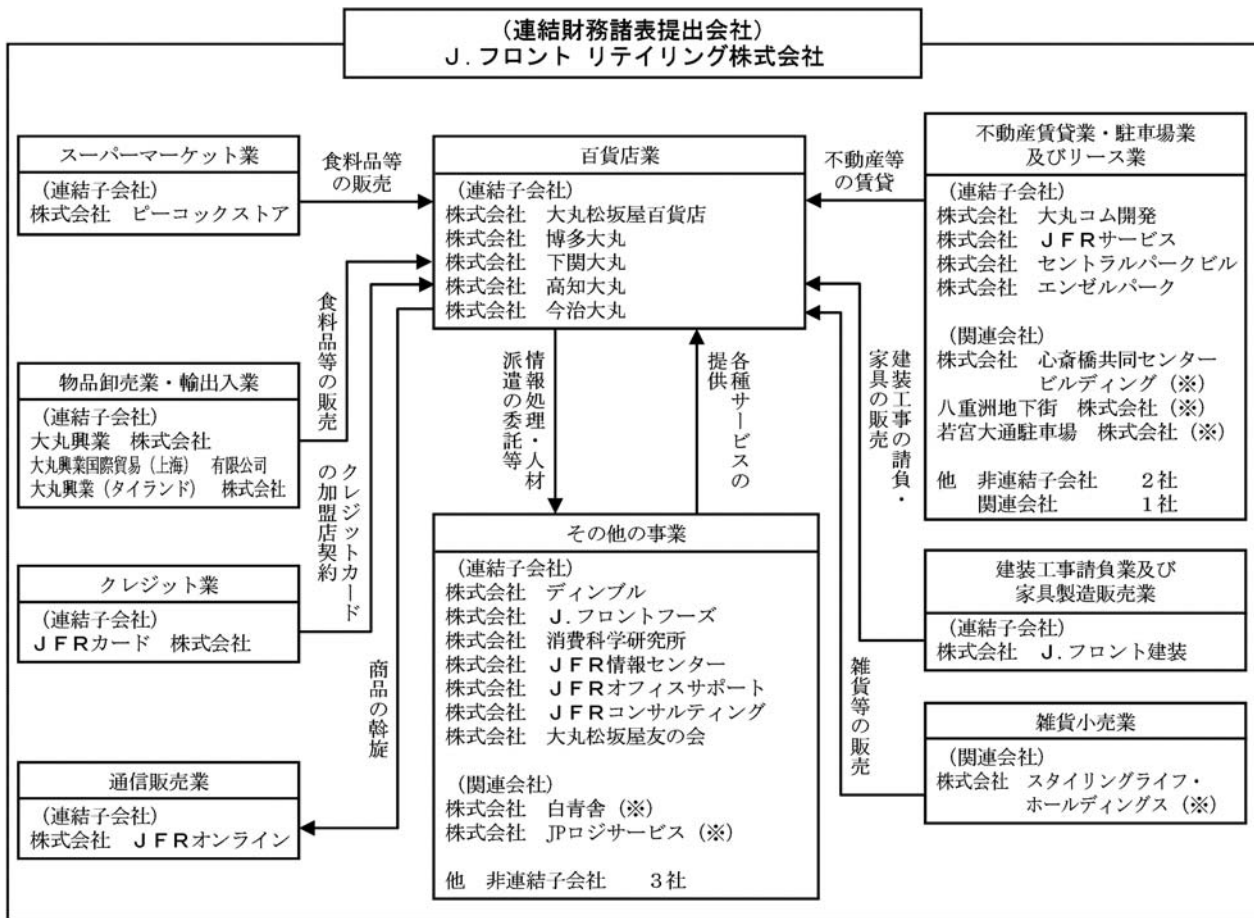 (連結財務諸表提出会社)
J.フロント リテイリング株式会社
スーパーマーケット業
(連結子会社)
株式会社 ピーコックストア
食料品等
の販売
百貨店業
(連結子会社)
株式会社 大丸松坂屋百貨店
株式会社 博多大丸
株式会社 下関大丸
株式会社 高知大丸
株式会社 今治大丸
不動産等
の賃貸
不動産賃貸業・駐車場業
及びリース業
(連結子会社)
株式会社 大丸コム開発
株式会社 JFRサービス
株式会社 セントラルパークビル
株式会社 エンゼルパーク
(関連会社)
株式会社 心斎橋共同センター
ビルディング (※)
八重洲地下街 株式会社 (※)
若宮大通駐車場 株式会社 (※)
他 非連結子会社 2社
関連会社 1社
食料品等の販売
物品卸売業・輸出入業
(連結子会社)
大丸興業 株式会社
大丸興業国際貿易(上海) 有限公司
大丸興業(タイランド) 株式会社
クレジットカード
の加盟店契約
情報処理・人材
派遣の委託等
各種サービスの
提供
建装工事の請負・
家具の販売
クレジット業
(連結子会社)
JFRカード 株式会社
商品の斡旋
通信販売業
(連結子会社)
株式会社 JFRオンライン
その他の事業
(連結子会社)
株式会社 ディンプル
株式会社 J.フロントフーズ
株式会社 消費科学研究所
株式会社 JFR情報センター
株式会社 JFRオフィスサポート
株式会社 JFRコンサルティング
株式会社 大丸松坂屋友の会
(関連会社)
株式会社 白青舎 (※)
株式会社 JPロジサービス (※)
他 非連結子会社 3社
建装工事請負業及び
家具製造販売業
(連結子会社)
株式会社 J.フロント建装
雑貨等の販売
雑貨小売業
(関連会社)
株式会社 スタイリングライフ・
ホールディングス (※)